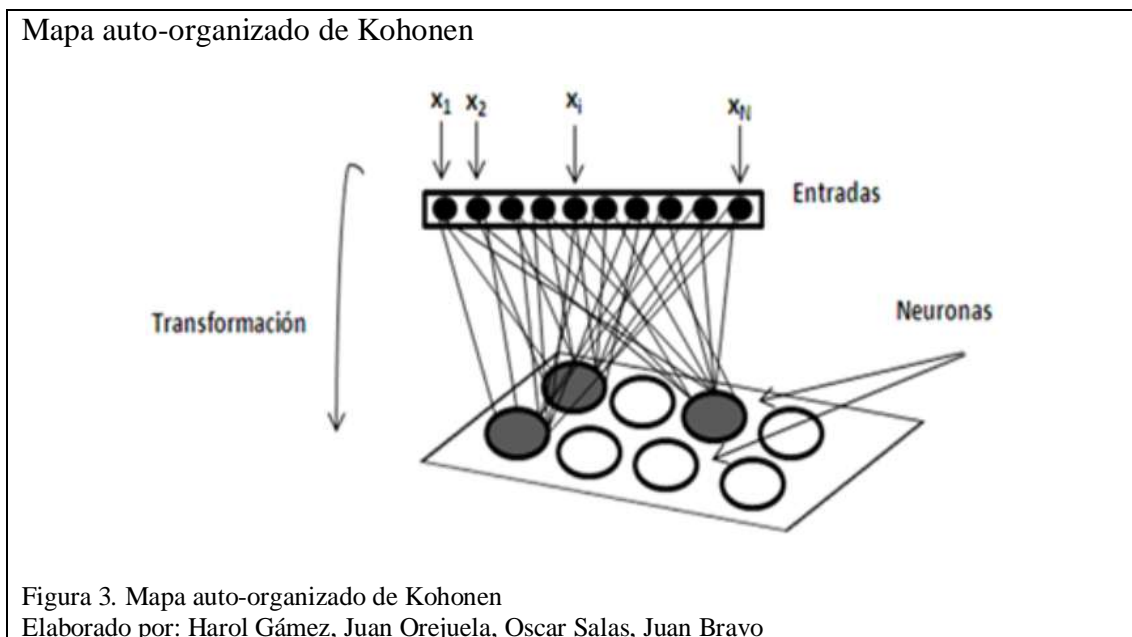 Mapa auto-organizado de Kohonen
x1 x2 xi xN
Entradas
Neuronas
Transformación
Figura 3. Mapa auto-organizado de Kohonen
Elaborado por: Harol Gámez, Juan Orejuela, Oscar Salas, Juan Bravo